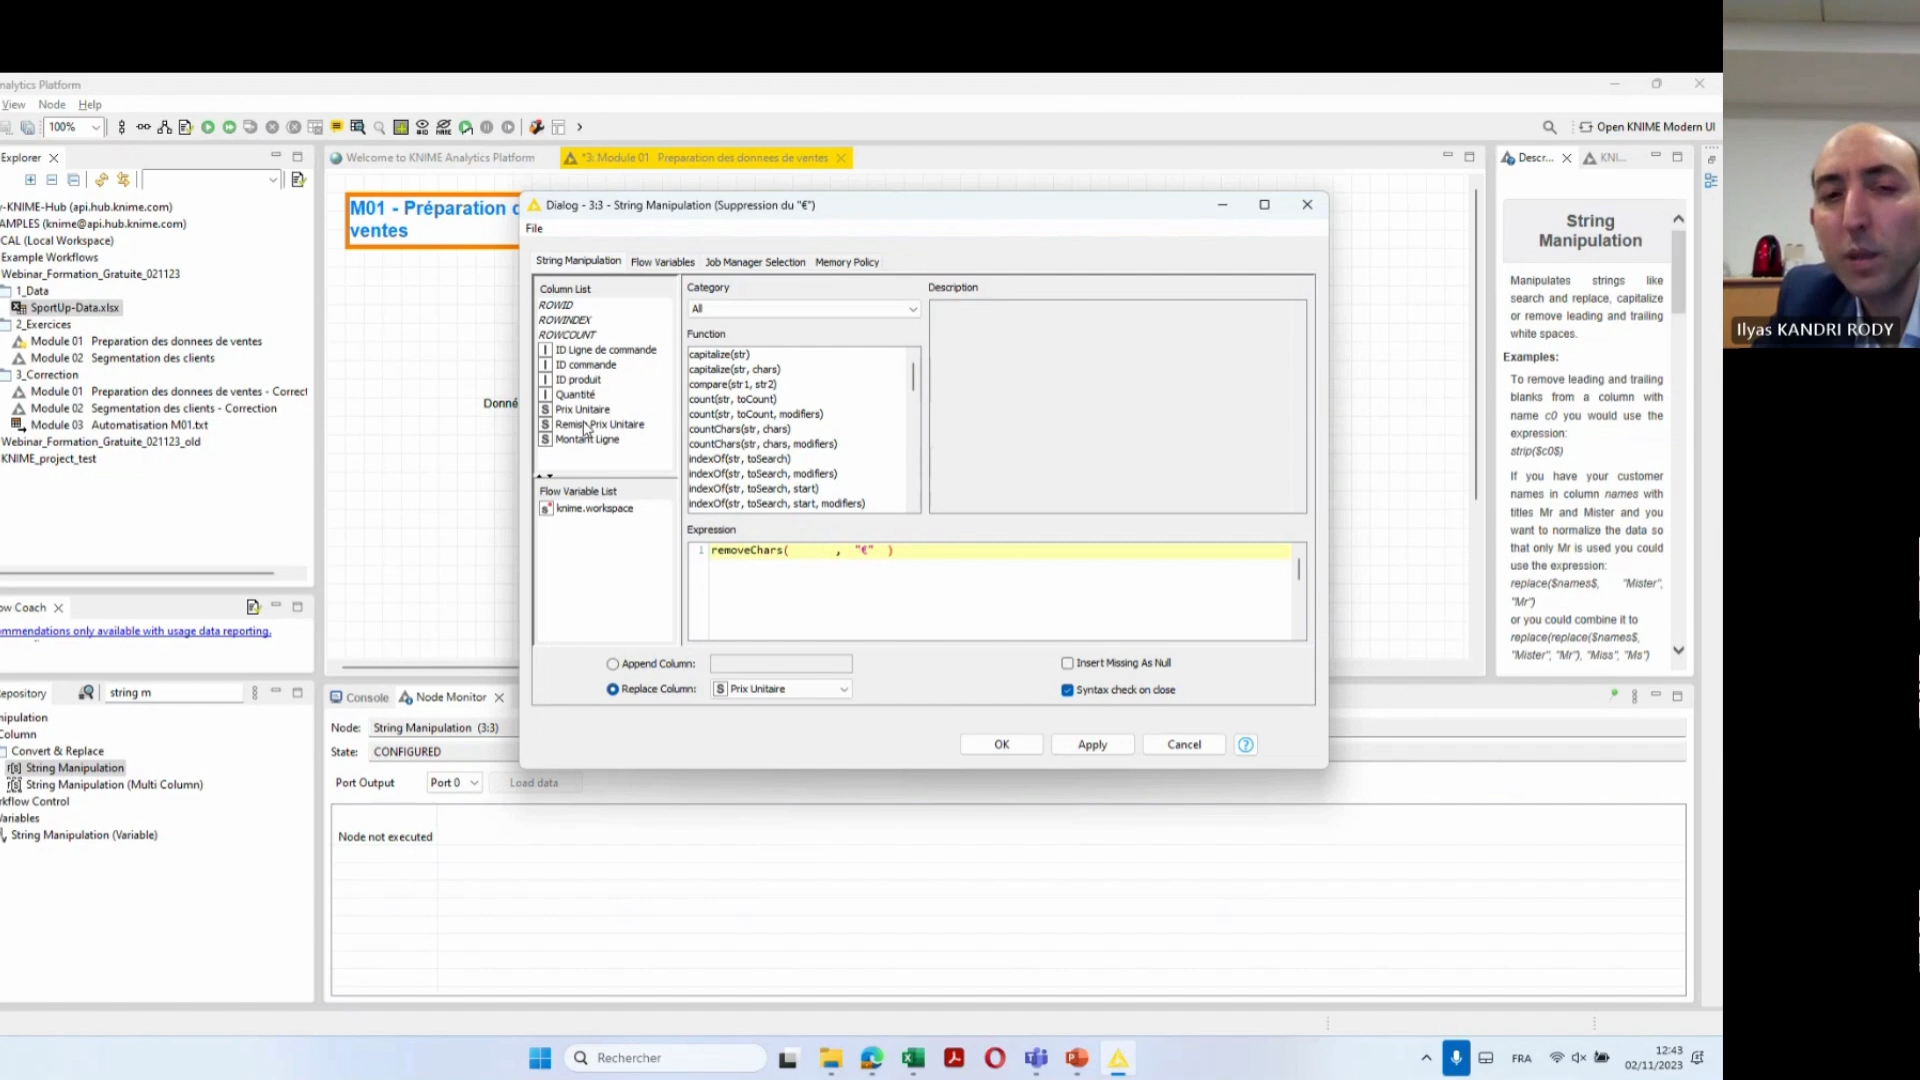 nalytics Platform
View Node Help
100%
Open KNIME Modern UI
Explorer
Welcome to KNIME Analytics Platform
*3: Module 01 Preparation des donnees de ventes
Descr...
KNI...
y-KNIME-Hub (api.hub.knime.com)
AMPLES (knime@api.hub.knime.com)
CAL (Local Workspace)
Example Workflows
Webinar_Formation_Gratuite_021123
1_Data
SportUp-Data.xlsx
2_Exercices
Module 01 Preparation des donnees de ventes
Module 02 Segmentation des clients
3_Correction
Module 01 Preparation des donnees de ventes - Correct
Module 02 Segmentation des clients - Correction
Module 03 Automatisation M01.txt
Webinar_Formation_Gratuite_021123_old
KNIME_project_test
ow Coach
ommendations only available with usage data reporting.
epository
string m
nipulation
Column
Convert & Replace
String Manipulation
String Manipulation (Multi Column)
rkflow Control
Variables
String Manipulation (Variable)
M01 - Préparation d
ventes
Donné
Dialog - 3:3 - String Manipulation (Suppression du "€")
File
String Manipulation Flow Variables Job Manager Selection Memory Policy
Column List
ROWID
ROWINDEX
ROWCOUNT
I ID Ligne de commande
I ID commande
I ID produit
I Quantité
S Prix Unitaire
S Remise Prix Unitaire
S Montant Ligne
Flow Variable List
s knime.workspace
Category
All
Function
capitalize(str)
capitalize(str, chars)
compare(str1, str2)
count(str, toCount)
count(str, toCount, modifiers)
countChars(str, chars)
countChars(str, chars, modifiers)
indexOf(str, toSearch)
indexOf(str, toSearch, modifiers)
indexOf(str, toSearch, start)
indexOf(str, toSearch, start, modifiers)
Description
Expression
1 removeChars( , "€" )
Append Column:
Replace Column: S Prix Unitaire
Insert Missing As Null
Syntax check on close
OK Apply Cancel ?
String
Manipulation
Manipulates strings like
search and replace, capitalize
or remove leading and trailing
white spaces.
Examples:
To remove leading and trailing
blanks from a column with
name c0 you would use the
expression:
strip($c0$)
If you have your customer
names in column names with
titles Mr and Mister and you
want to normalize the data so
that only Mr is used you could
use the expression:
replace($names$, "Mister",
"Mr")
or you could combine it to
replace(replace($names$,
"Mister", "Mr"), "Miss", "Ms")
Console Node Monitor
Node: String Manipulation (3:3)
State: CONFIGURED
Port Output Port 0 Load data
Node not executed
Ilyas KANDRI RODY
Rechercher
FRA
12:43
02/11/2023